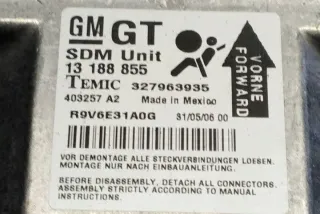 GM GT
SDM Unit
13 188 855
TEMIC 327963935
403257 A2 Made in Mexico
R9V6E31A0G 31/05/06 00
VORNE
FORWARD
VOR DEMONTAGE ALLE STECKVERBINDUNGEN LOESEN.
MONTAGE NUR NACH EINBAUANLEITUNG.
BEFORE DISASSEMBLY, DETACH ALL CONNECTORS.
ASSEMBLY STRICTLY ACCORDING TO MANUAL
INSTRUCTIONS.